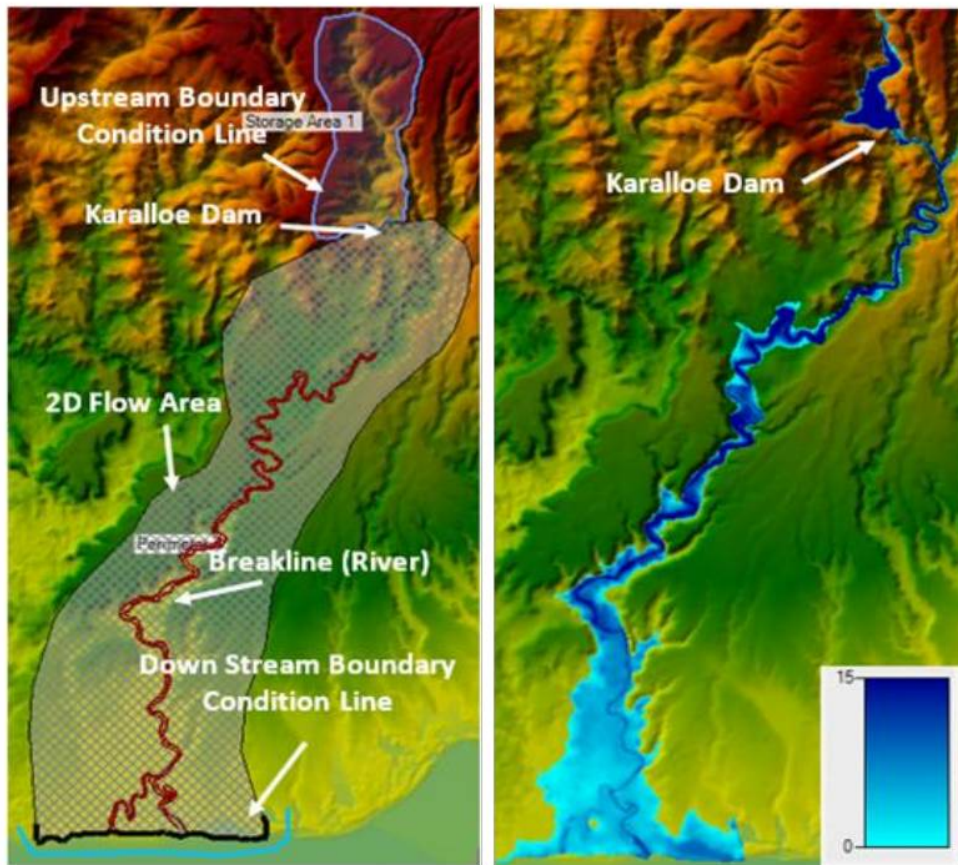 Upstream Boundary
Condition Line
Storage Area 1
Karalloe Dam
2D Flow Area
Perimeter
Breakline (River)
Down Stream Boundary
Condition Line
Karalloe Dam
15
0